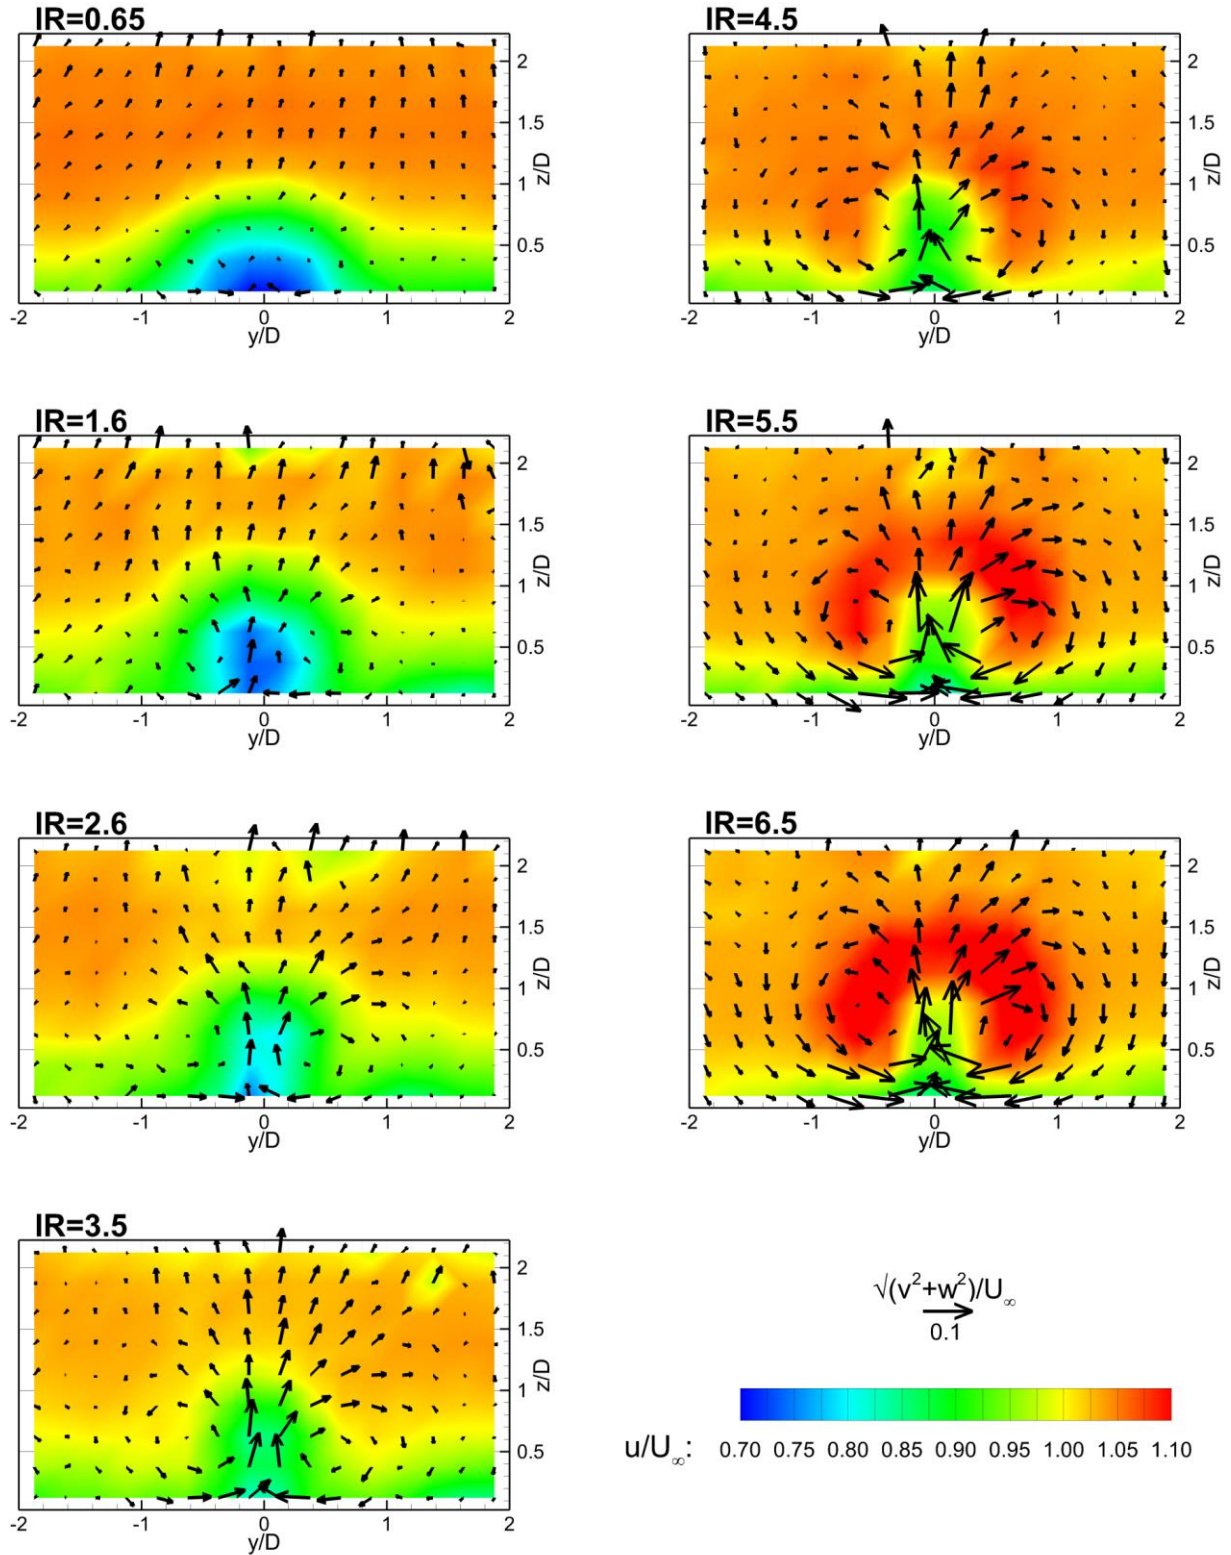 IR=0.65
2
1.5
1
0.5
z/D
-2 -1 0 1 2
y/D
IR=4.5
2
1.5
1
0.5
z/D
-2 -1 0 1 2
y/D
IR=1.6
2
1.5
1
0.5
z/D
-2 -1 0 1 2
y/D
IR=5.5
2
1.5
1
0.5
z/D
-2 -1 0 1 2
y/D
IR=2.6
2
1.5
1
0.5
z/D
-2 -1 0 1 2
y/D
IR=6.5
2
1.5
1
0.5
z/D
-2 -1 0 1 2
y/D
IR=3.5
2
1.5
1
0.5
z/D
-2 -1 0 1 2
y/D
√(v²+w²)/U∞
0.1
u/U∞: 0.70 0.75 0.80 0.85 0.90 0.95 1.00 1.05 1.10